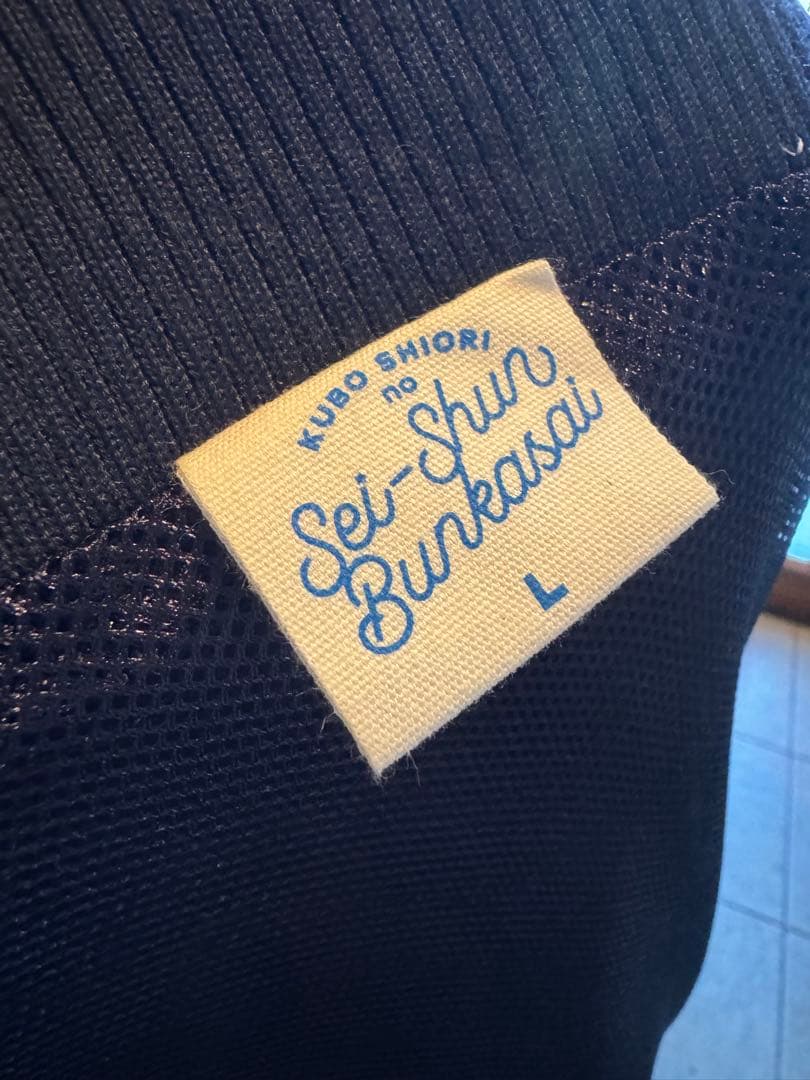 KUBO SHIORI
no
Sei-Shun
Bunkasai
L